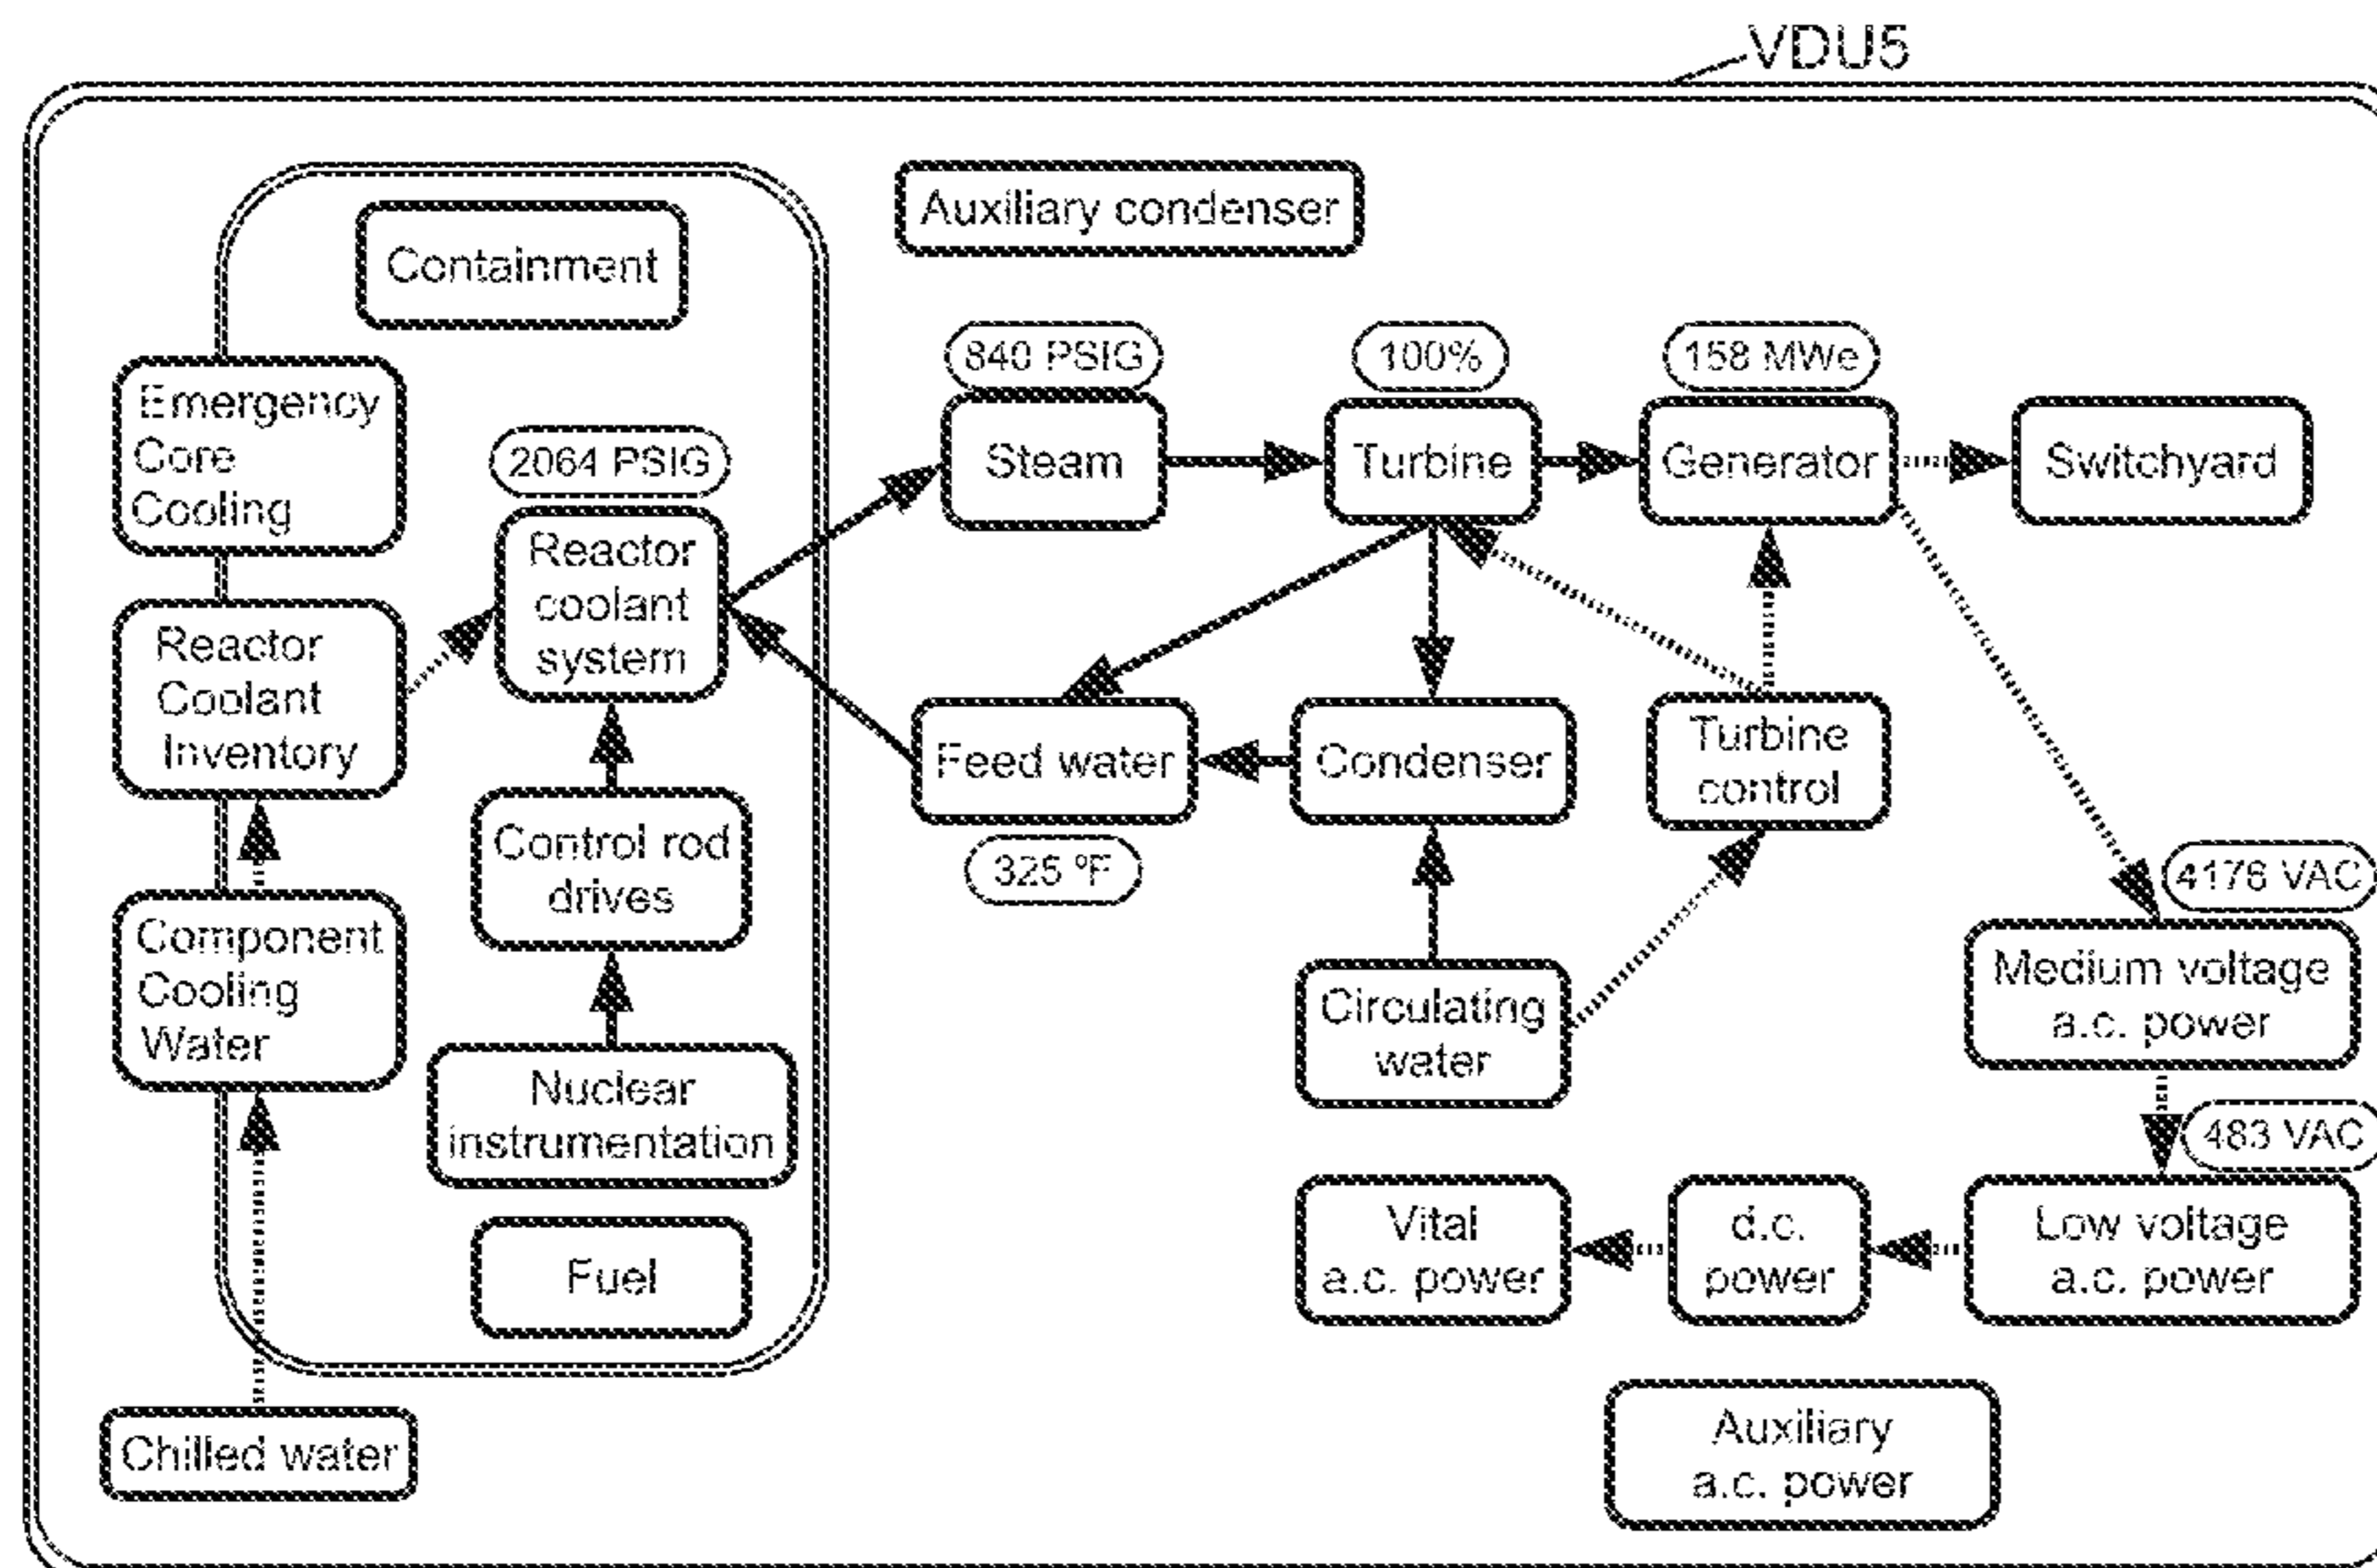 VDU5
Containment
Auxiliary condenser
Emergency
Core
Cooling
2064 PSIG
840 PSIG
100%
158 MWe
Reactor
coolant
system
Steam
Turbine
Generator
Switchyard
Reactor
Coolant
Inventory
Control rod
drives
Feed water
325 ºF
Condenser
Turbine
control
Component
Cooling
Water
Nuclear
instrumentation
Circulating
water
4176 VAC
Medium voltage
a.c. power
483 VAC
Fuel
Vital
a.c. power
d.c.
power
Low voltage
a.c. power
Chilled water
Auxiliary
a.c. power